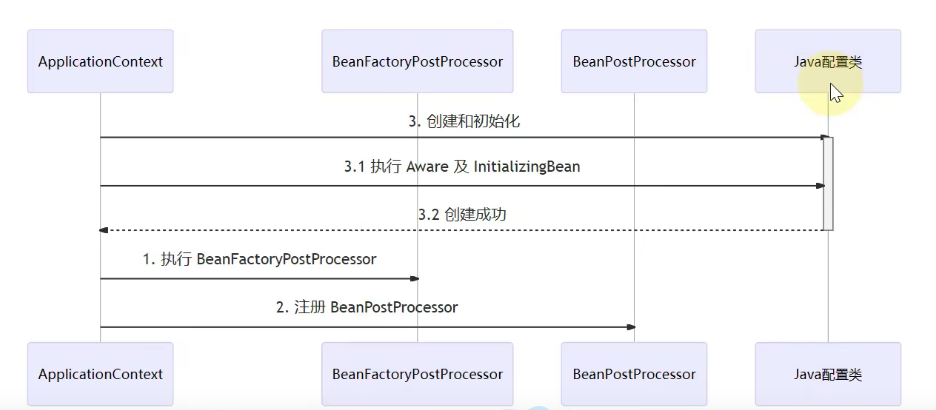 ApplicationContext
BeanFactoryPostProcessor
BeanPostProcessor
Java配置类
3. 创建和初始化
3.1 执行 Aware 及 InitializingBean
3.2 创建成功
1. 执行 BeanFactoryPostProcessor
2. 注册 BeanPostProcessor
ApplicationContext
BeanFactoryPostProcessor
BeanPostProcessor
Java配置类